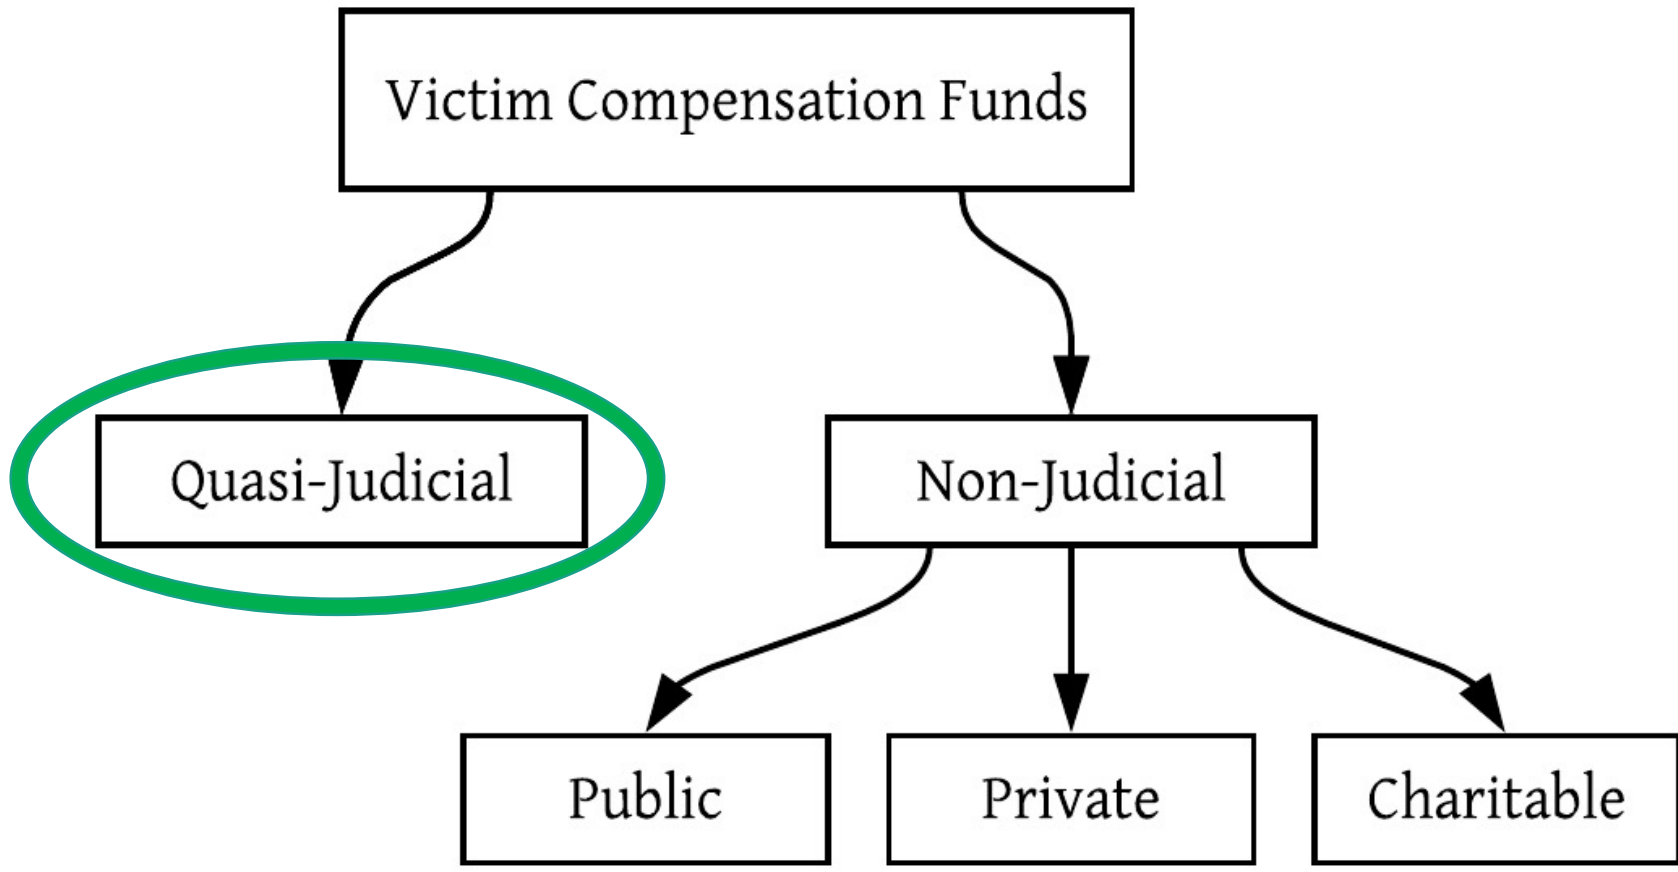 Victim Compensation Funds
Quasi-Judicial
Non-Judicial
Public
Private
Charitable